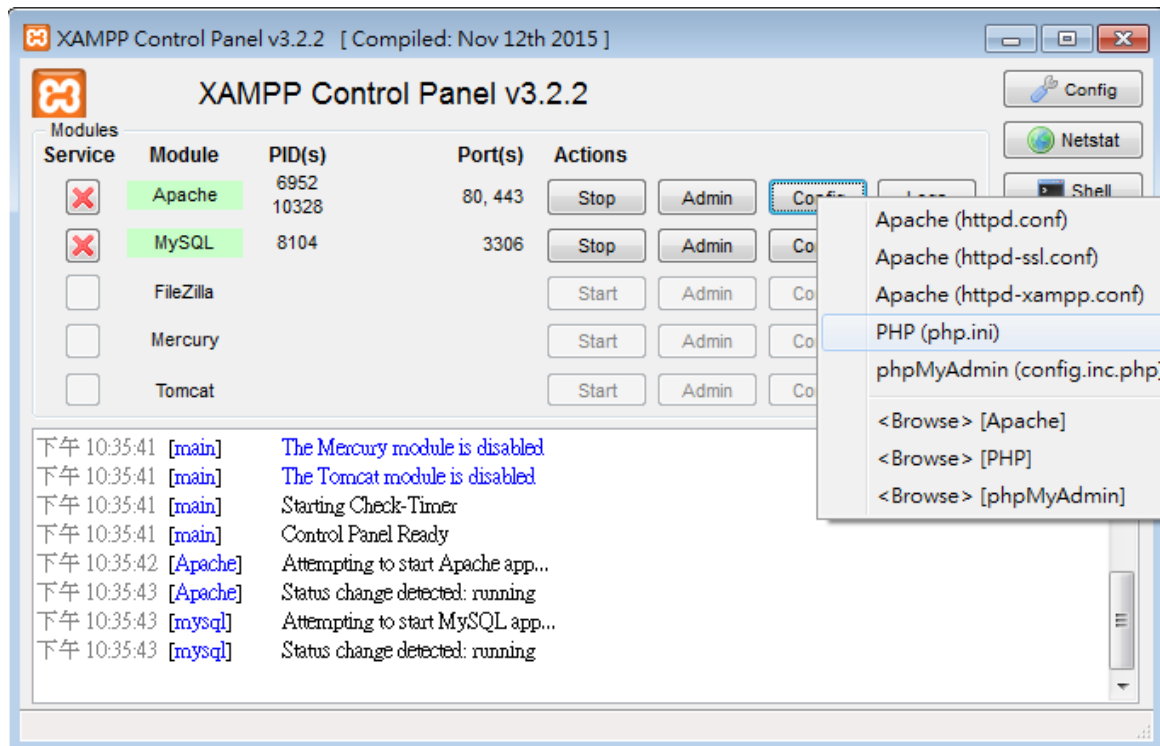 XAMPP Control Panel v3.2.2 [ Compiled: Nov 12th 2015 ]
XAMPP Control Panel v3.2.2
Config
Modules
Service Module PID(s) Port(s) Actions
Netstat
Apache 6952 10328 80, 443 Stop Admin Config Logs
Shell
MySQL 8104 3306 Stop Admin Co
FileZilla Start Admin Co
Mercury Start Admin Co
Tomcat Start Admin Co
Apache (httpd.conf)
Apache (httpd-ssl.conf)
Apache (httpd-xampp.conf)
PHP (php.ini)
phpMyAdmin (config.inc.php)
<Browse> [Apache]
<Browse> [PHP]
<Browse> [phpMyAdmin]
下午 10:35:41 [main] The Mercury module is disabled
下午 10:35:41 [main] The Tomcat module is disabled
下午 10:35:41 [main] Starting Check-Timer
下午 10:35:41 [main] Control Panel Ready
下午 10:35:42 [Apache] Attempting to start Apache app...
下午 10:35:43 [Apache] Status change detected: running
下午 10:35:43 [mysql] Attempting to start MySQL app...
下午 10:35:43 [mysql] Status change detected: running